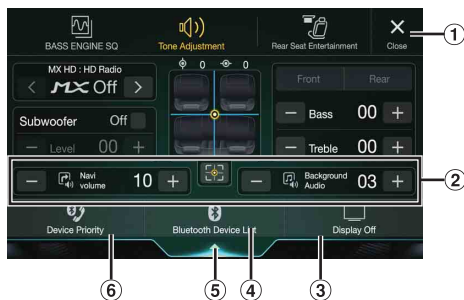 BASS ENGINE SQ
Tone Adjustment
Rear Seat Entertainment
Close
1
MX HD : HD Radio
MX Off
0
0
Front
Rear
Subwoofer
Off
Bass
00
Level
00
Treble
00
Navi
volume
10
Background
Audio
03
2
Device Priority
Bluetooth Device List
Display Off
6
5
4
3